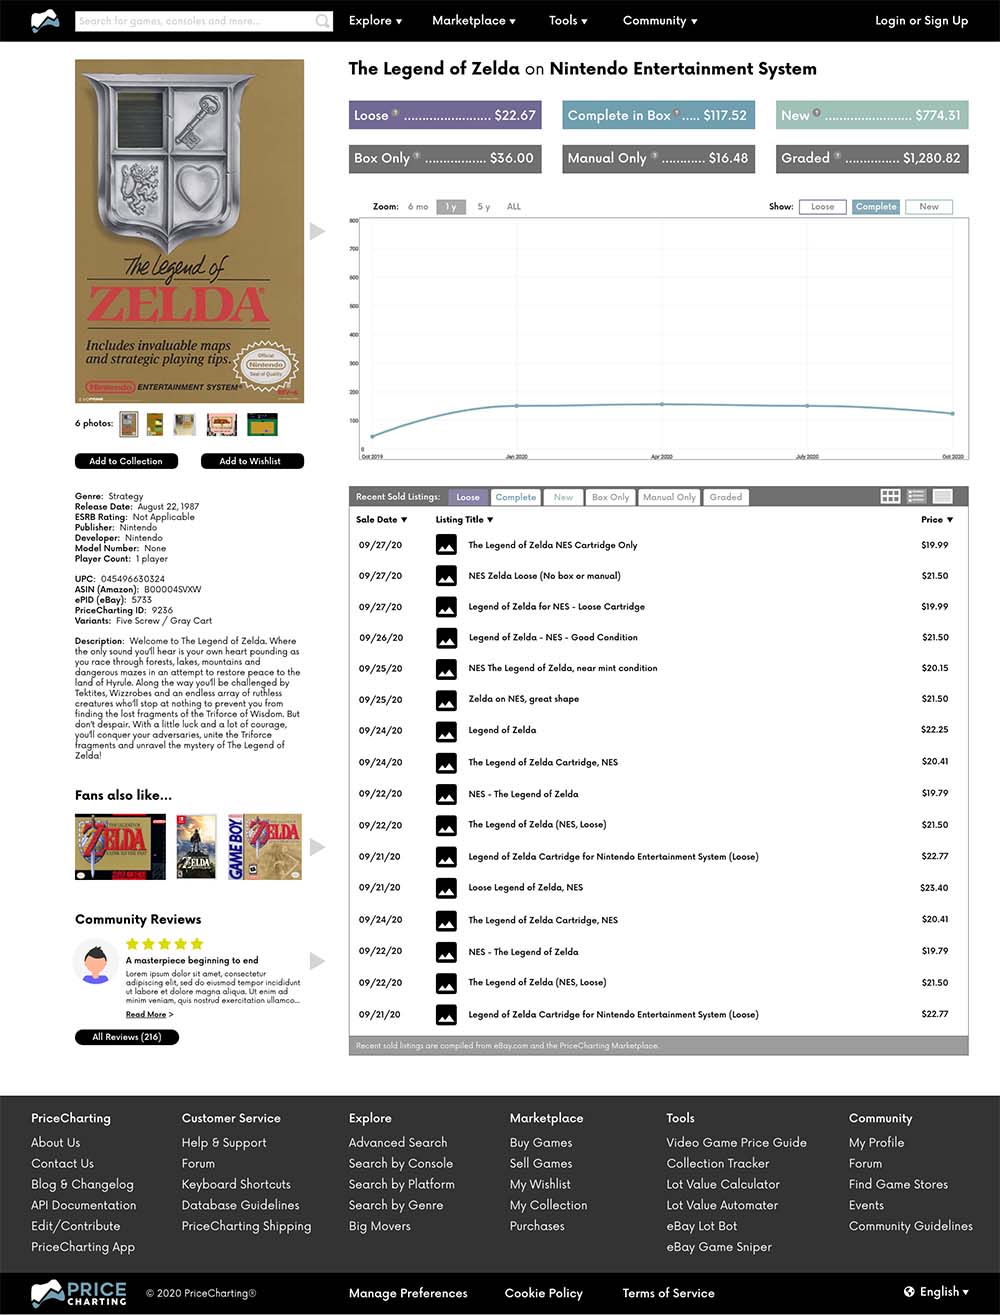 Search for games, consoles and more...
Explore ▾
Marketplace ▾
Tools ▾
Community ▾
Login or Sign Up
The Legend of
ZELDA®
Includes invaluable maps
and strategic playing tips.
Official
Nintendo
Seal of Quality
Nintendo ENTERTAINMENT SYSTEM®
REV-A
6 photos:
Add to Collection
Add to Wishlist
Genre: Strategy
Release Date: August 22, 1987
ESRB Rating: Not Applicable
Publisher: Nintendo
Developer: Nintendo
Model Number: None
Player Count: 1 player
UPC: 045496630324
ASIN (Amazon): B00004SVXW
ePID (eBay): 5733
PriceCharting ID: 9236
Variants: Five Screw / Gray Cart
Description: Welcome to The Legend of Zelda. Where
the only sound you'll hear is your own heart pounding as
you race through forests, lakes, mountains and
dangerous mazes in an attempt to restore peace to the
land of Hyrule. Along the way you'll be challenged by
Tektites, Wizzrobes and an endless array of ruthless
creatures who'll stop at nothing to prevent you from
finding the lost fragments of the Triforce of Wisdom. But
don't despair. With a little luck and a lot of courage,
you'll conquer your adversaries, unite the Triforce
fragments and unravel the mystery of The Legend of
Zelda!
Fans also like...
THE LEGEND OF
ZELDA
A LINK TO THE PAST
ZELDA
GAME BOY
ZELDA
Community Reviews
A masterpiece beginning to end
Lorem ipsum dolor sit amet, consectetur
adipiscing elit, sed do eiusmod tempor incididunt
ut labore et dolore magna aliqua. Ut enim ad
minim veniam, quis nostrud exercitation ullamco...
Read More >
All Reviews (216)
The Legend of Zelda on Nintendo Entertainment System
Loose ? ....................... $22.67
Complete in Box ? ..... $117.52
New ? ....................... $774.31
Box Only ? ................ $36.00
Manual Only ? ............ $16.48
Graded ? ............... $1,280.82
Zoom: 6 mo 1 y 5 y ALL
Show: Loose Complete New
800
700
600
500
400
300
200
100
0
Oct 2019 Jan 2020 Apr 2020 July 2020 Oct 2020
Recent Sold Listings: Loose Complete New Box Only Manual Only Graded
Sale Date ▾ Listing Title ▾ Price ▾
09/27/20 The Legend of Zelda NES Cartridge Only $19.99
09/27/20 NES Zelda Loose (No box or manual) $21.50
09/27/20 Legend of Zelda for NES - Loose Cartridge $19.99
09/26/20 Legend of Zelda - NES - Good Condition $21.50
09/25/20 NES The Legend of Zelda, near mint condition $20.15
09/25/20 Zelda on NES, great shape $21.50
09/24/20 Legend of Zelda $22.25
09/24/20 The Legend of Zelda Cartridge, NES $20.41
09/22/20 NES - The Legend of Zelda $19.79
09/22/20 The Legend of Zelda (NES, Loose) $21.50
09/21/20 Legend of Zelda Cartridge for Nintendo Entertainment System (Loose) $22.77
09/21/20 Loose Legend of Zelda, NES $23.40
09/24/20 The Legend of Zelda Cartridge, NES $20.41
09/22/20 NES - The Legend of Zelda $19.79
09/22/20 The Legend of Zelda (NES, Loose) $21.50
09/21/20 Legend of Zelda Cartridge for Nintendo Entertainment System (Loose) $22.77
Recent sold listings are compiled from eBay.com and the PriceCharting Marketplace.
PriceCharting
About Us
Contact Us
Blog & Changelog
API Documentation
Edit/Contribute
PriceCharting App
Customer Service
Help & Support
Forum
Keyboard Shortcuts
Database Guidelines
PriceCharting Shipping
Explore
Advanced Search
Search by Console
Search by Platform
Search by Genre
Big Movers
Marketplace
Buy Games
Sell Games
My Wishlist
My Collection
Purchases
Tools
Video Game Price Guide
Collection Tracker
Lot Value Calculator
Lot Value Automater
eBay Lot Bot
eBay Game Sniper
Community
My Profile
Forum
Find Game Stores
Events
Community Guidelines
PRICE
CHARTING
© 2020 PriceCharting®
Manage Preferences
Cookie Policy
Terms of Service
English ▾